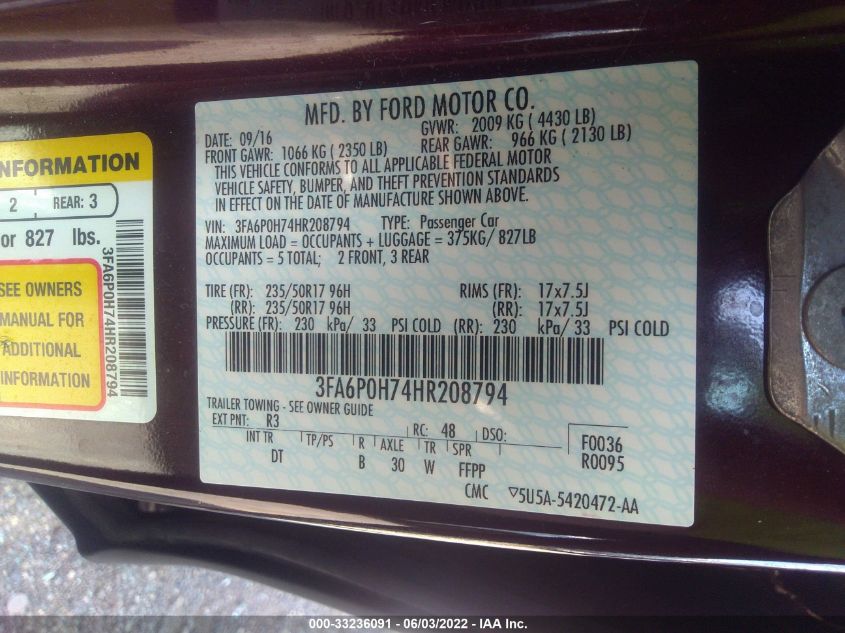 MFD. BY FORD MOTOR CO.
DATE: 09/16 GVWR: 2009 KG ( 4430 LB)
FRONT GAWR: 1066 KG ( 2350 LB) REAR GAWR: 966 KG ( 2130 LB)
THIS VEHICLE CONFORMS TO ALL APPLICABLE FEDERAL MOTOR
VEHICLE SAFETY, BUMPER, AND THEFT PREVENTION STANDARDS
IN EFFECT ON THE DATE OF MANUFACTURE SHOWN ABOVE.
VIN: 3FA6P0H74HR208794 TYPE: Passenger Car
MAXIMUM LOAD = OCCUPANTS + LUGGAGE = 375KG/ 827LB
OCCUPANTS = 5 TOTAL; 2 FRONT, 3 REAR
TIRE (FR): 235/50R17 96H RIMS (FR): 17x7.5J
(RR): 235/50R17 96H (RR): 17x7.5J
PRESSURE (FR): 230 kPa/ 33 PSI COLD (RR): 230 kPa/ 33 PSI COLD
3FA6P0H74HR208794
TRAILER TOWING - SEE OWNER GUIDE
EXT PNT: R3 RC: 48 DSO:
INT TR TP/PS R AXLE TR SPR
DT B 30 W FFPP
F0036
R0095
CMC ▽5U5A-5420472-AA
INFORMATION
2 REAR: 3
or 827 lbs.
SEE OWNERS
MANUAL FOR
ADDITIONAL
INFORMATION
3FA6P0H74HR208794
000-33236091 - 06/03/2022 - IAA Inc.